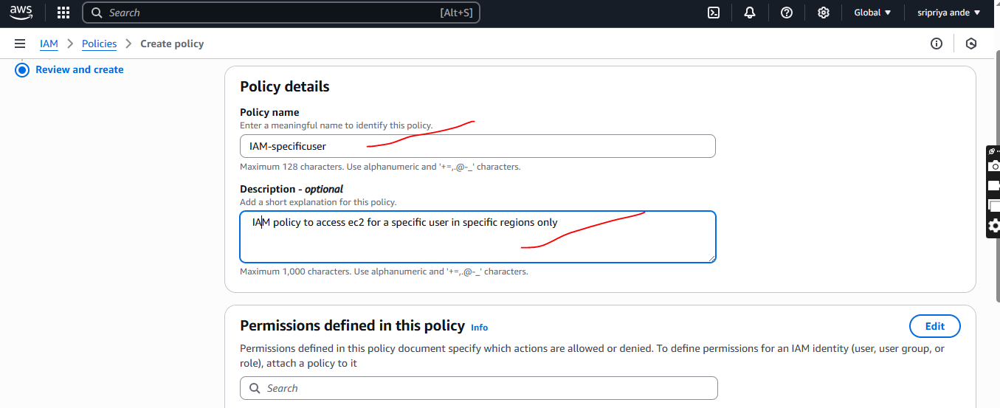 aws
Search
[Alt+S]
Global
sripriya ande
IAM > Policies > Create policy
Review and create
Policy details
Policy name
Enter a meaningful name to identify this policy.
IAM-specificuser
Maximum 128 characters. Use alphanumeric and '+=,.@-_' characters.
Description - optional
Add a short explanation for this policy.
IAM policy to access ec2 for a specific user in specific regions only
Maximum 1,000 characters. Use alphanumeric and '+=,.@-_' characters.
Permissions defined in this policy Info
Edit
Permissions defined in this policy document specify which actions are allowed or denied. To define permissions for an IAM identity (user, user group, or
role), attach a policy to it
Search